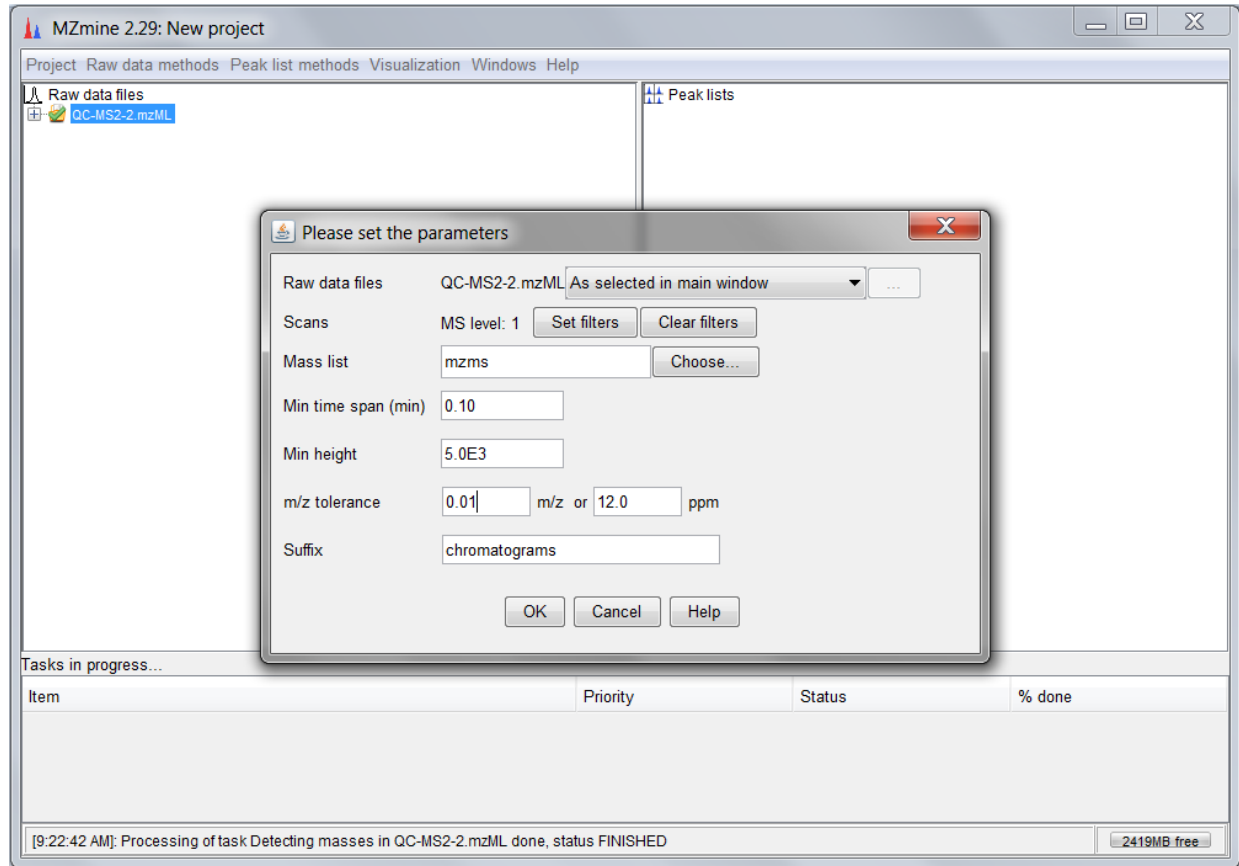 MZmine 2.29: New project
Project Raw data methods Peak list methods Visualization Windows Help
Raw data files
QC-MS2-2.mzML
Peak lists
Please set the parameters
Raw data files QC-MS2-2.mzML As selected in main window ...
Scans MS level: 1 Set filters Clear filters
Mass list mzms Choose...
Min time span (min) 0.10
Min height 5.0E3
m/z tolerance 0.01 m/z or 12.0 ppm
Suffix chromatograms
OK Cancel Help
Tasks in progress...
Item Priority Status % done
[9:22:42 AM]: Processing of task Detecting masses in QC-MS2-2.mzML done, status FINISHED
2419MB free